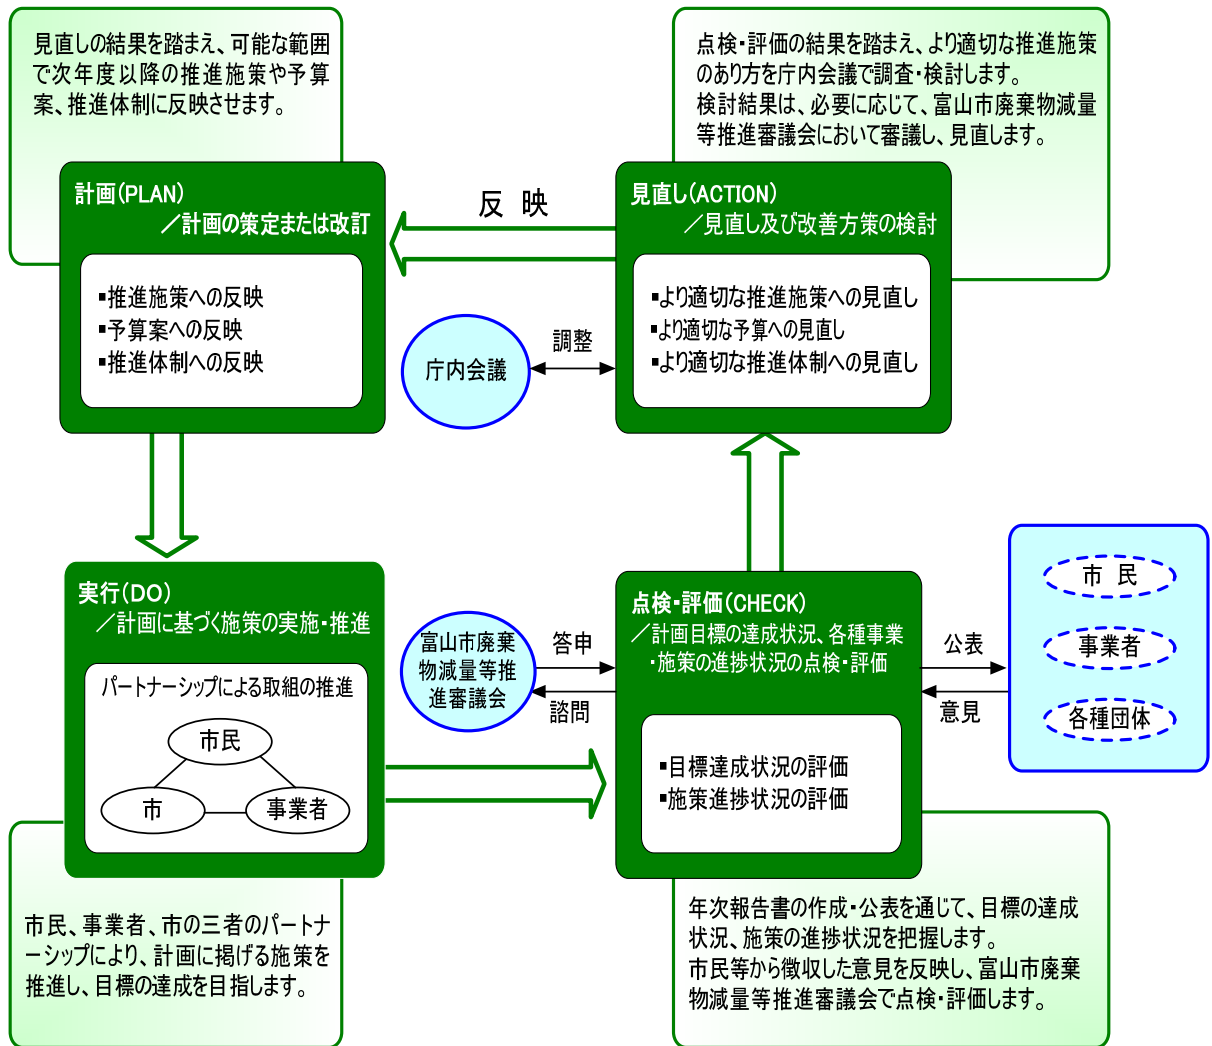 見直しの結果を踏まえ、可能な範囲
で次年度以降の推進施策や予算
案、推進体制に反映させます。
計画(PLAN)
／計画の策定または改訂
▪推進施策への反映
▪予算案への反映
▪推進体制への反映
反 映
点検・評価の結果を踏まえ、より適切な推進施策
のあり方を庁内会議で調査・検討します。
検討結果は、必要に応じて、富山市廃棄物減量
等推進審議会において審議し、見直します。
見直し(ACTION)
／見直し及び改善方策の検討
▪より適切な推進施策への見直し
▪より適切な予算への見直し
▪より適切な推進体制への見直し
庁内会議
調整
実行(DO)
／計画に基づく施策の実施・推進
パートナーシップによる取組の推進
市民
市
事業者
市民、事業者、市の三者のパートナ
ーシップにより、計画に掲げる施策を
推進し、目標の達成を目指します。
富山市廃棄
物減量等推
進審議会
答申
諮問
点検・評価(CHECK)
／計画目標の達成状況、各種事業
・施策の進捗状況の点検・評価
▪目標達成状況の評価
▪施策進捗状況の評価
公表
意見
市 民
事業者
各種団体
年次報告書の作成・公表を通じて、目標の達成
状況、施策の進捗状況を把握します。
市民等から徴収した意見を反映し、富山市廃棄
物減量等推進審議会で点検・評価します。